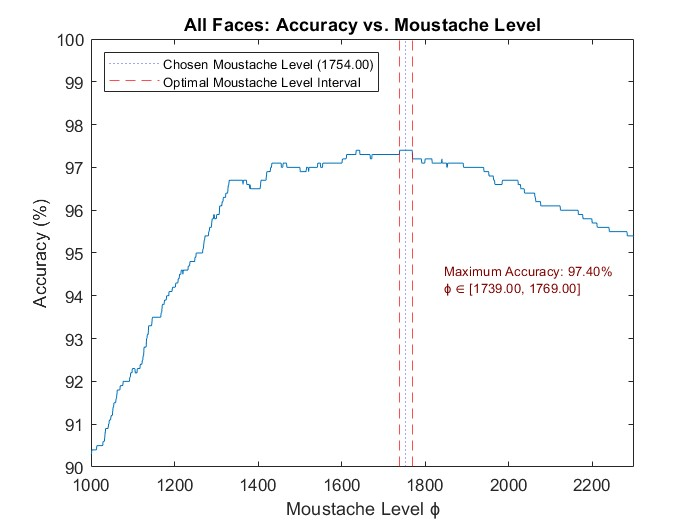 All Faces: Accuracy vs. Moustache Level
100
99
98
97
96
95
94
93
92
91
90
Accuracy (%)
Chosen Moustache Level (1754.00)
Optimal Moustache Level Interval
Maximum Accuracy: 97.40%
ϕ ∈ [1739.00, 1769.00]
1000 1200 1400 1600 1800 2000 2200
Moustache Level ϕ